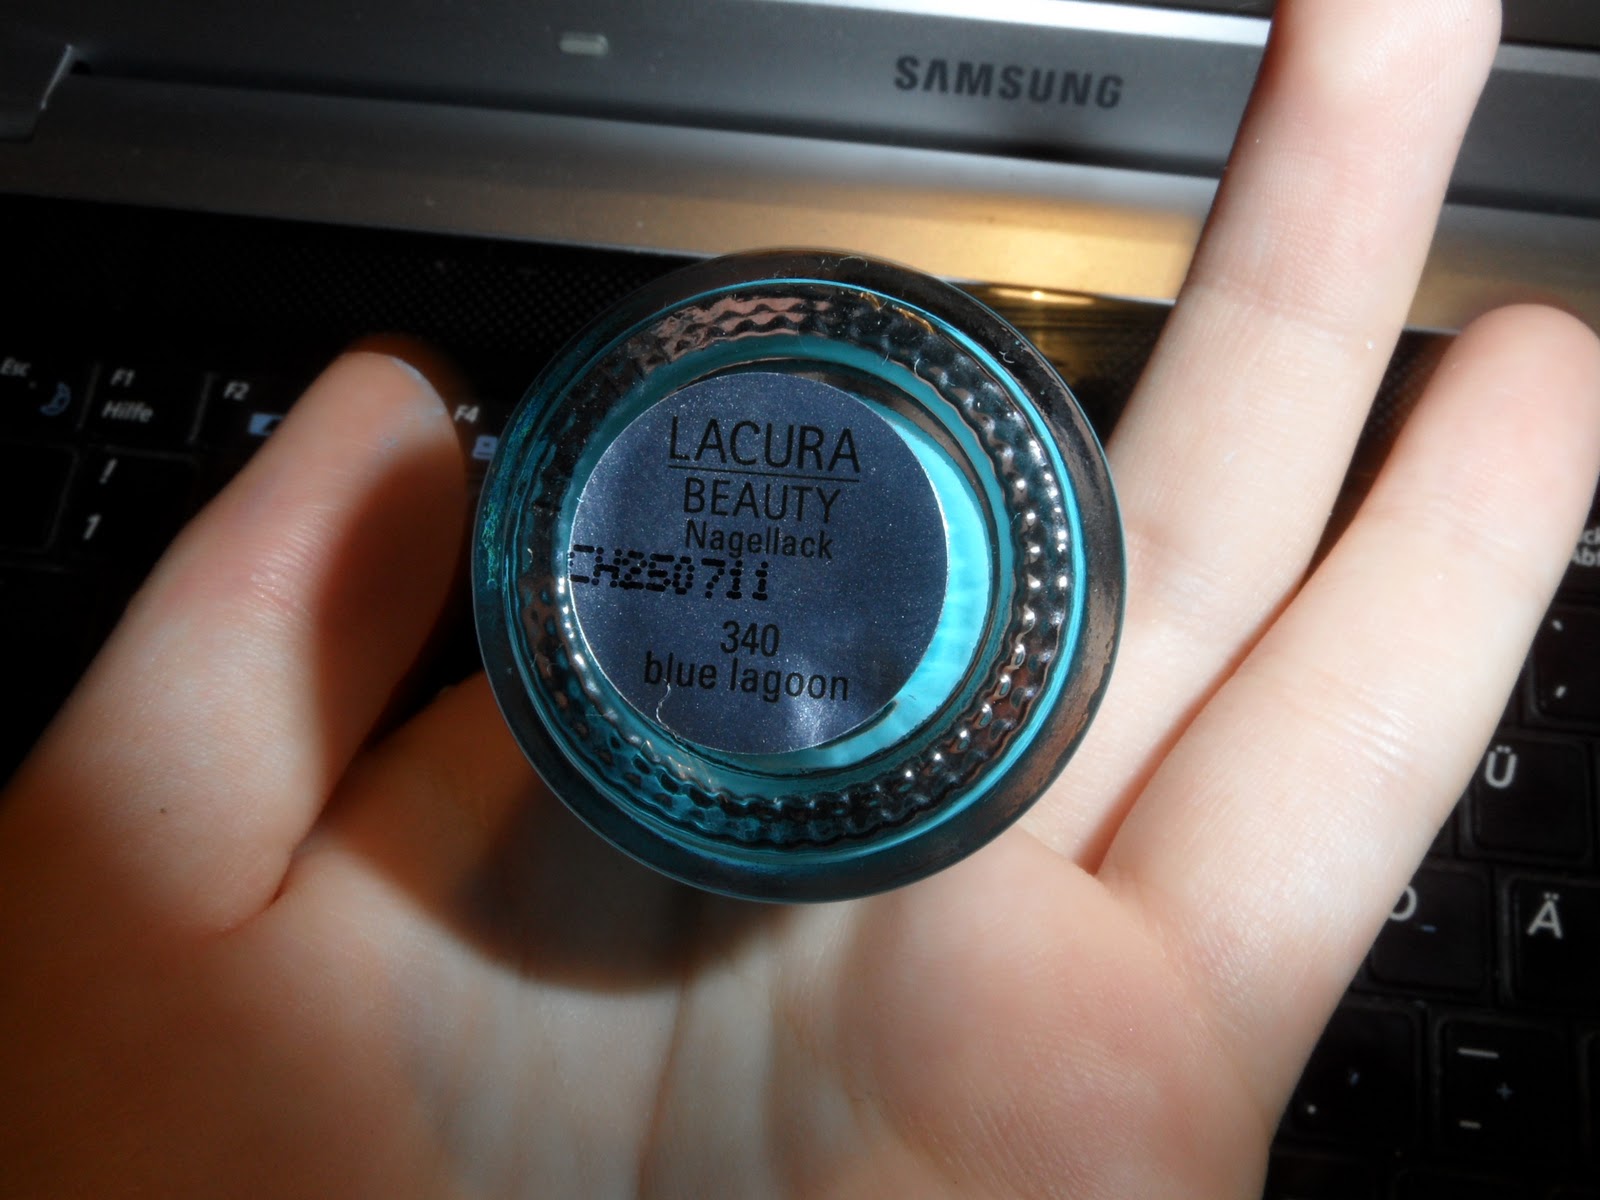 SAMSUNG
Esc
F1
Hilfe
F2
F4
!
1
LACURA
BEAUTY
Nagellack
CH250711
340
blue lagoon
Ü
Ö
Ä